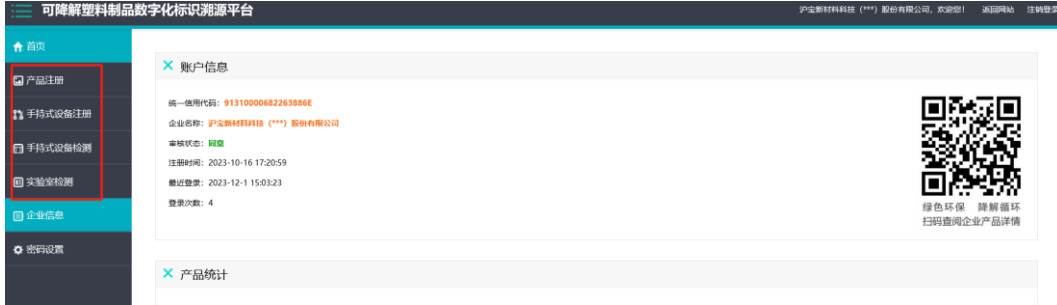 可降解塑料制品数字化标识溯源平台
沪宝新材料科技（***）股份有限公司，欢迎您！ 返回网站 注销登录
首页
产品注册
手持式设备注册
手持式设备检测
实验室检测
企业信息
密码设置
账户信息
统一信用代码：91310000682263886E
企业名称：沪宝新材料科技（***）股份有限公司
审核状态：同意
注册时间：2023-10-16 17:20:59
最近登录：2023-12-1 15:03:23
登录次数：4
绿色环保 降解循环
扫码查阅企业产品详情
产品统计